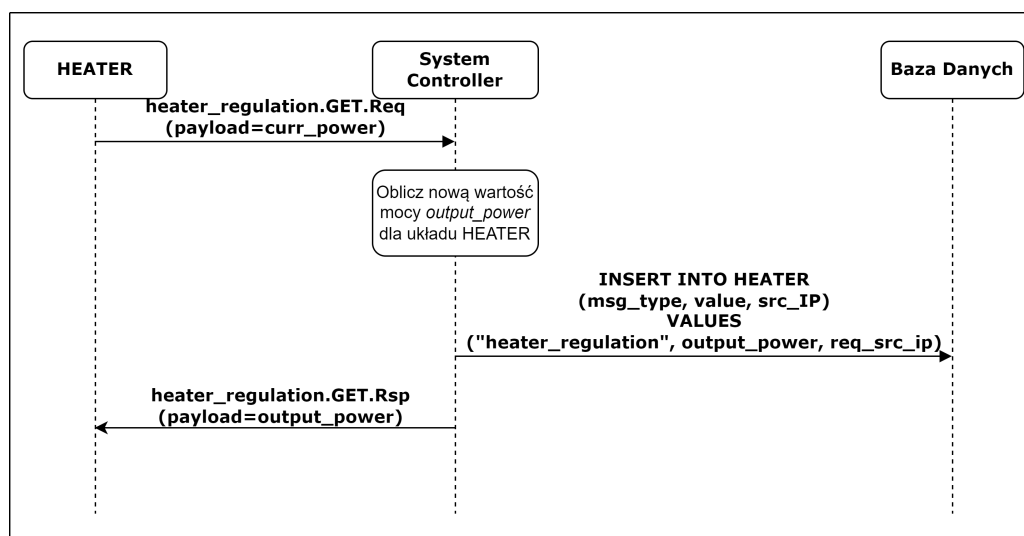 HEATER
System
Controller
Baza Danych
heater_regulation.GET.Req
(payload=curr_power)
Oblicz nową wartość
mocy output_power
dla układu HEATER
INSERT INTO HEATER
(msg_type, value, src_IP)
VALUES
("heater_regulation", output_power, req_src_ip)
heater_regulation.GET.Rsp
(payload=output_power)